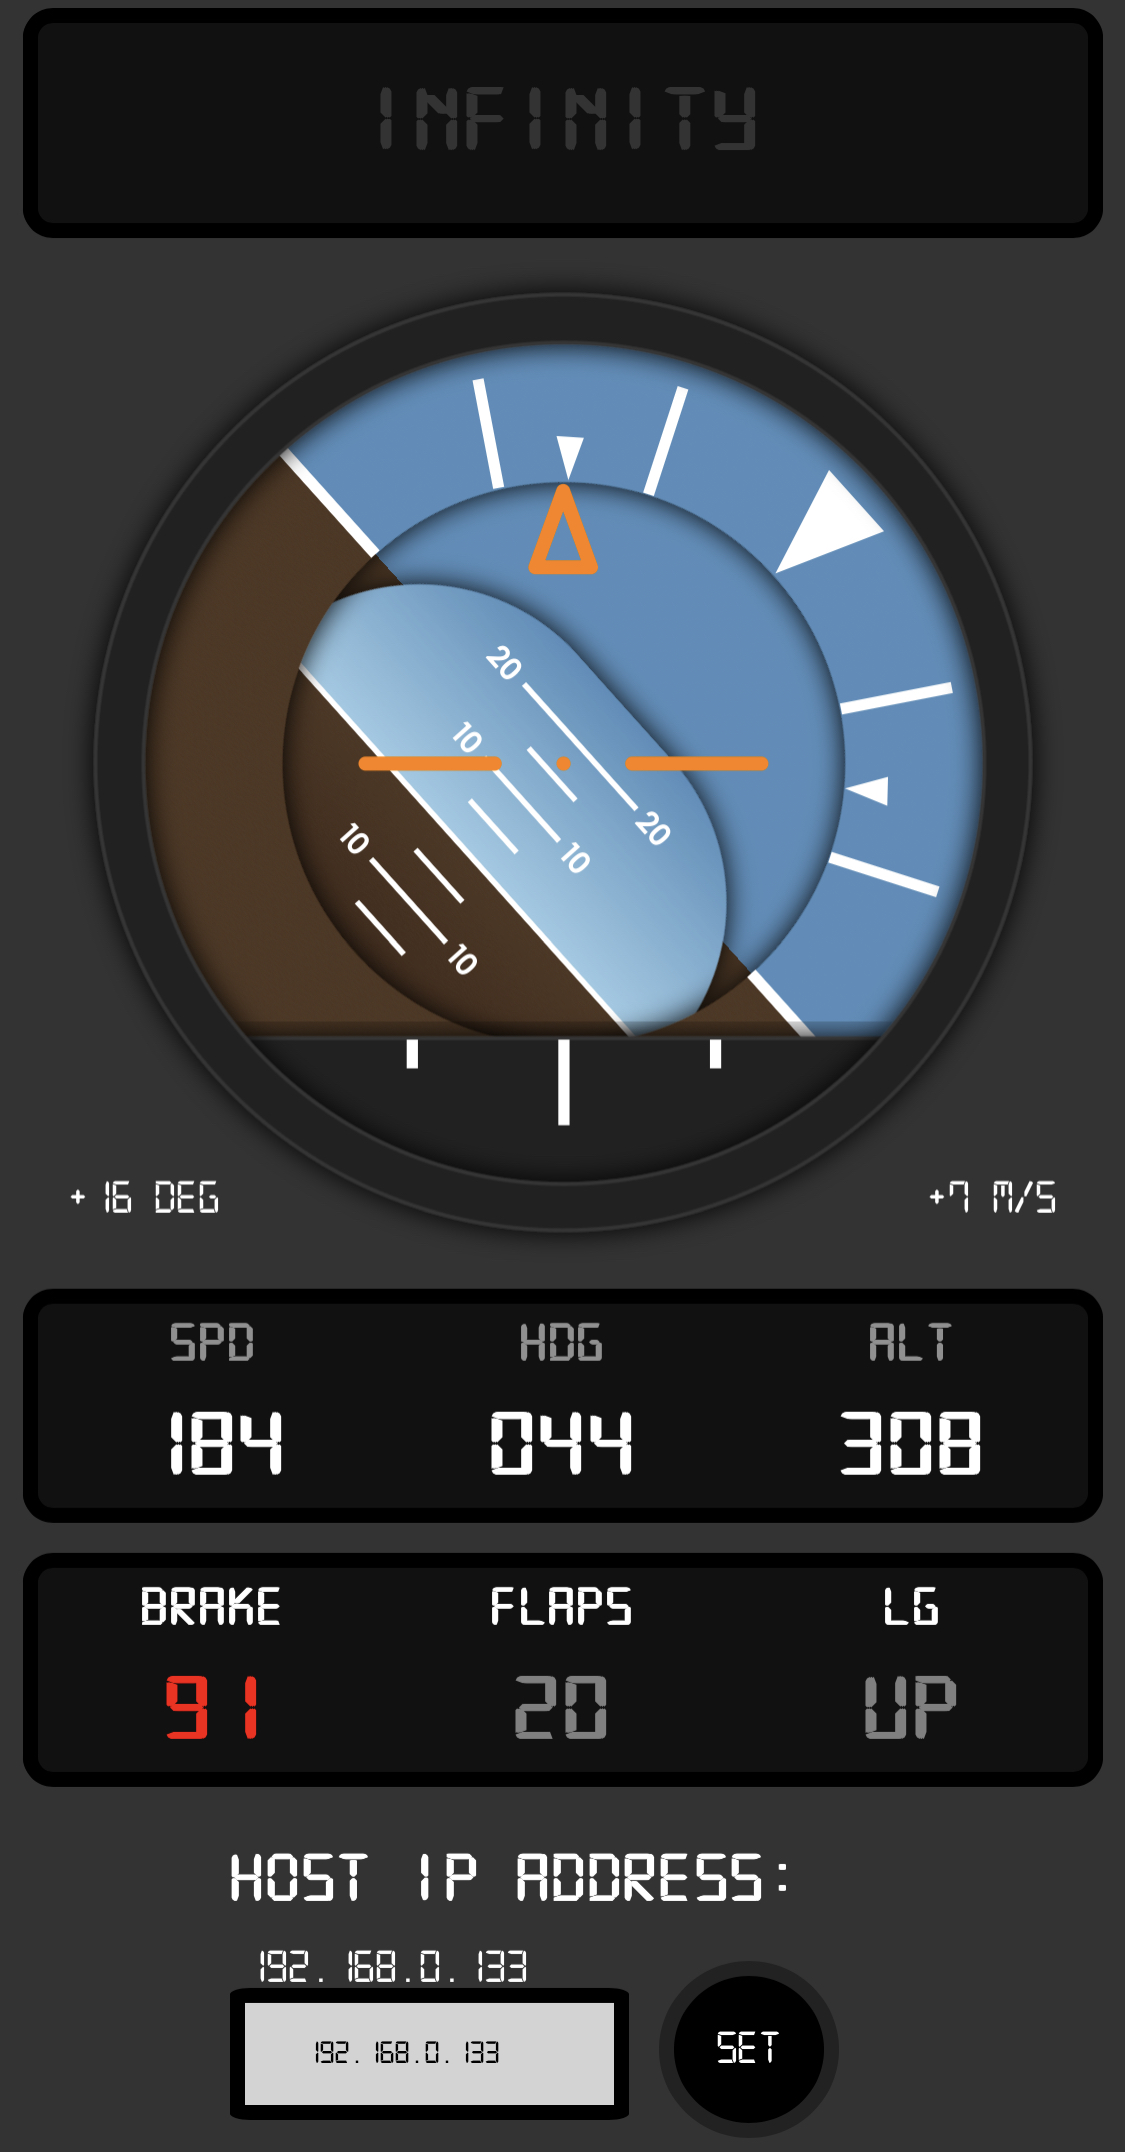 INFINITY
20
10
20
10
10
10
+16 DEG +7 M/S
SPD HDG ALT
184 044 308
BRAKE FLAPS LG
91 20 UP
HOST IP ADDRESS:
192.168.0.133
192.168.0.133 SET